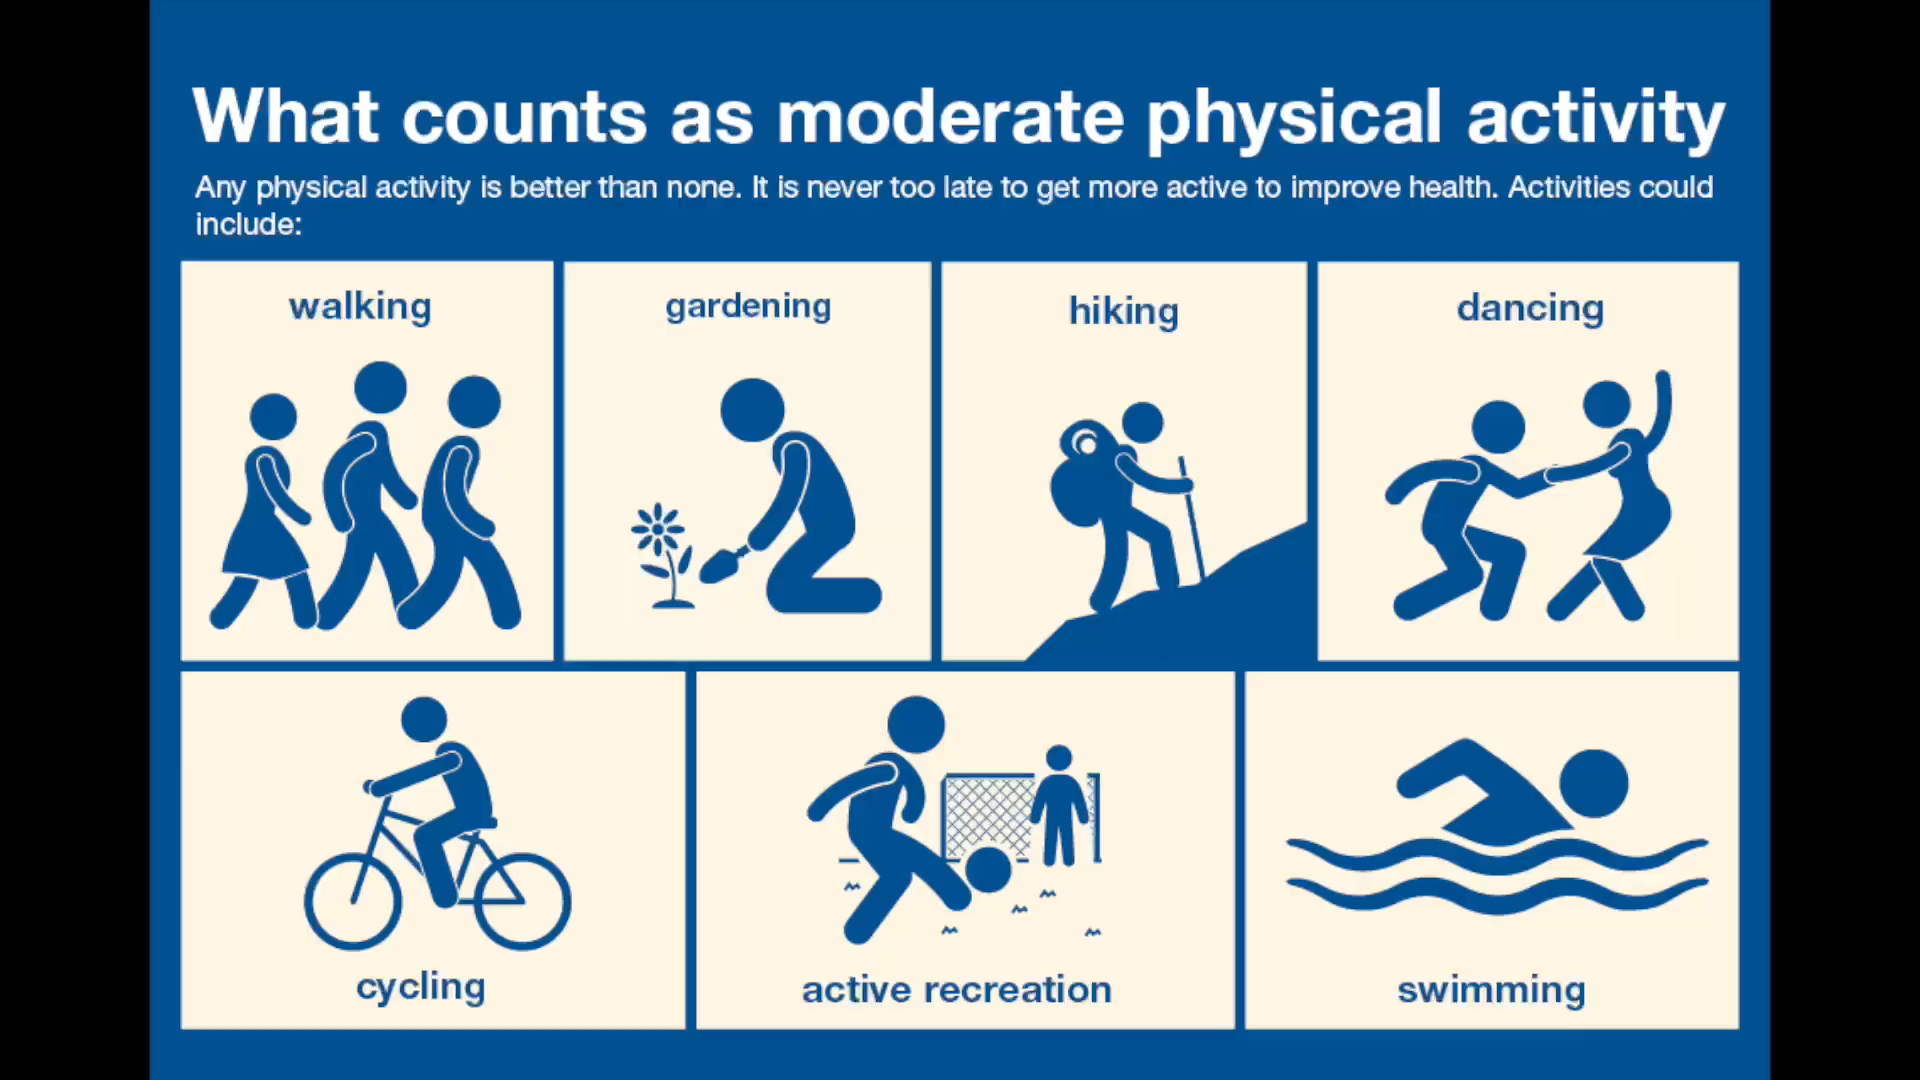 What counts as moderate physical activity
Any physical activity is better than none. It is never too late to get more active to improve health. Activities could
include:
walking
gardening
hiking
dancing
cycling
active recreation
swimming